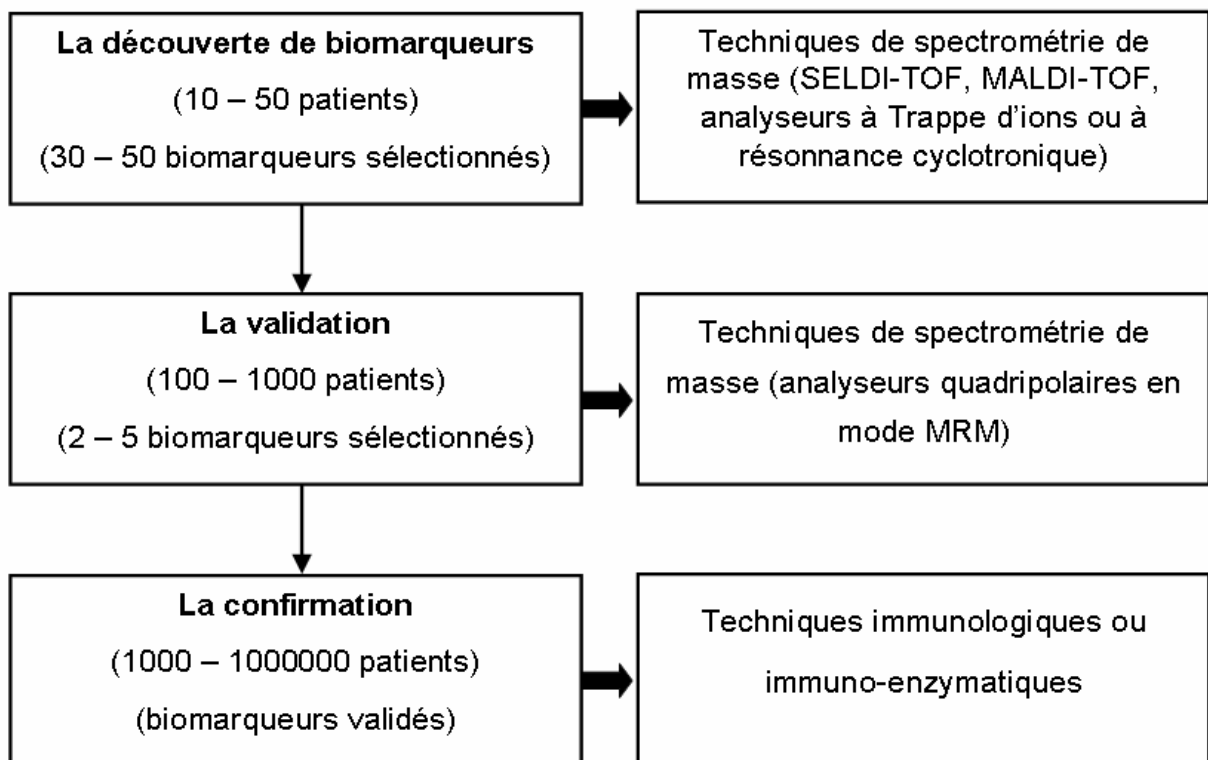 La découverte de biomarqueurs
(10 – 50 patients)
(30 – 50 biomarqueurs sélectionnés)
Techniques de spectrométrie de
masse (SELDI-TOF, MALDI-TOF,
analyseurs à Trappe d'ions ou à
résonnance cyclotronique)
La validation
(100 – 1000 patients)
(2 – 5 biomarqueurs sélectionnés)
Techniques de spectrométrie de
masse (analyseurs quadripolaires en
mode MRM)
La confirmation
(1000 – 1000000 patients)
(biomarqueurs validés)
Techniques immunologiques ou
immuno-enzymatiques